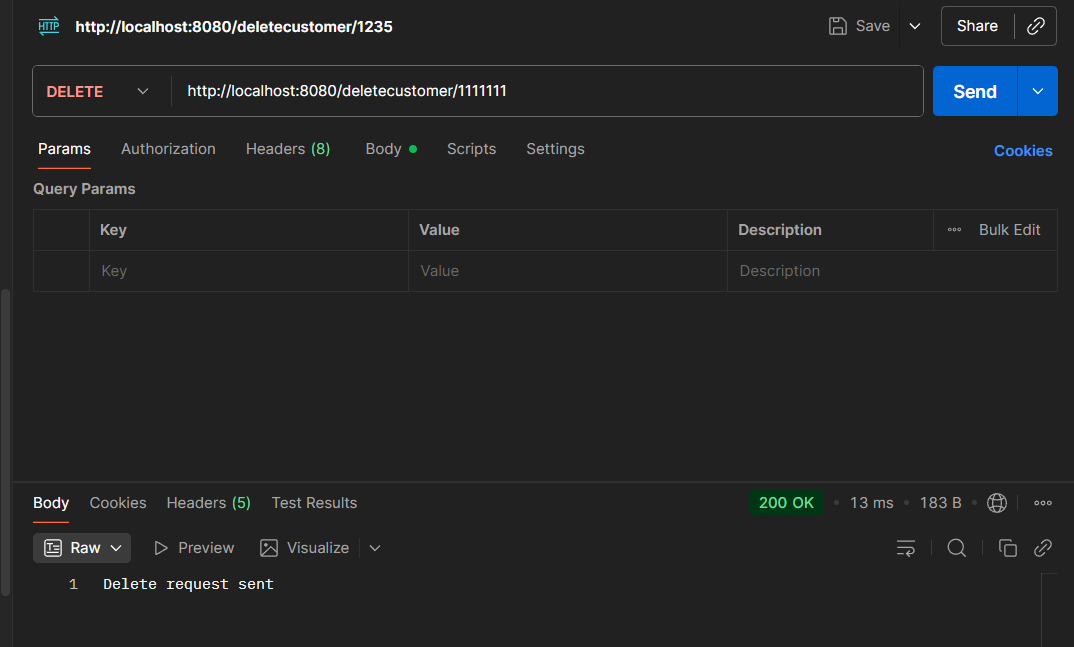 HTTP http://localhost:8080/deletecustomer/1235 Save Share
DELETE http://localhost:8080/deletecustomer/1111111 Send
Params Authorization Headers (8) Body Scripts Settings Cookies
Query Params
Key Value Description Bulk Edit
Key Value Description
Body Cookies Headers (5) Test Results 200 OK 13 ms 183 B
Raw Preview Visualize
1 Delete request sent